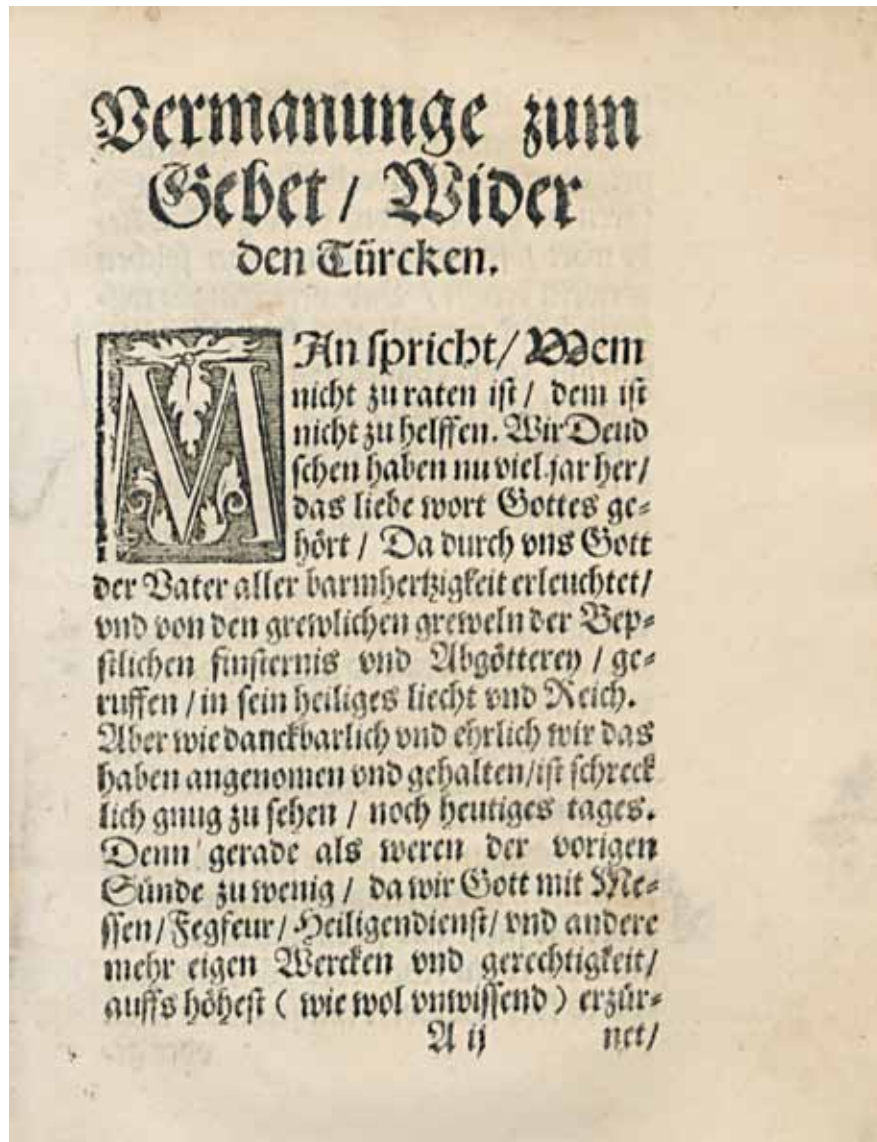 Vermanunge zum
Gebet / Wider
den Türcken.
MAn spricht / Wem
nicht zu raten ist / dem ist
nicht zu helffen. Wir Deud
schen haben nu viel jar her /
das liebe wort Gottes ge⸗
hört / Da durch vns Gott
der Vater aller barmhertzigkeit erleuchtet /
vnd von den grewlichen greweln der Bep⸗
stlichen finsternis vnd Abgötterey / ge⸗
ruffen / in sein heiliges liecht vnd Reich.
Aber wie danckbarlich vnd ehrlich wir das
haben angenomen vnd gehalten / ist schreck
lich gnug zu sehen / noch heutiges tages.
Denn gerade als weren der vorigen
Sünde zu wenig / da wir Gott mit Me⸗
ssen / Fegfeur / Heiligendienst / vnd andere
mehr eigen Wercken vnd gerechtigkeit /
auffs höhest ( wie wol vnwissend ) erzür⸗
A ij net /